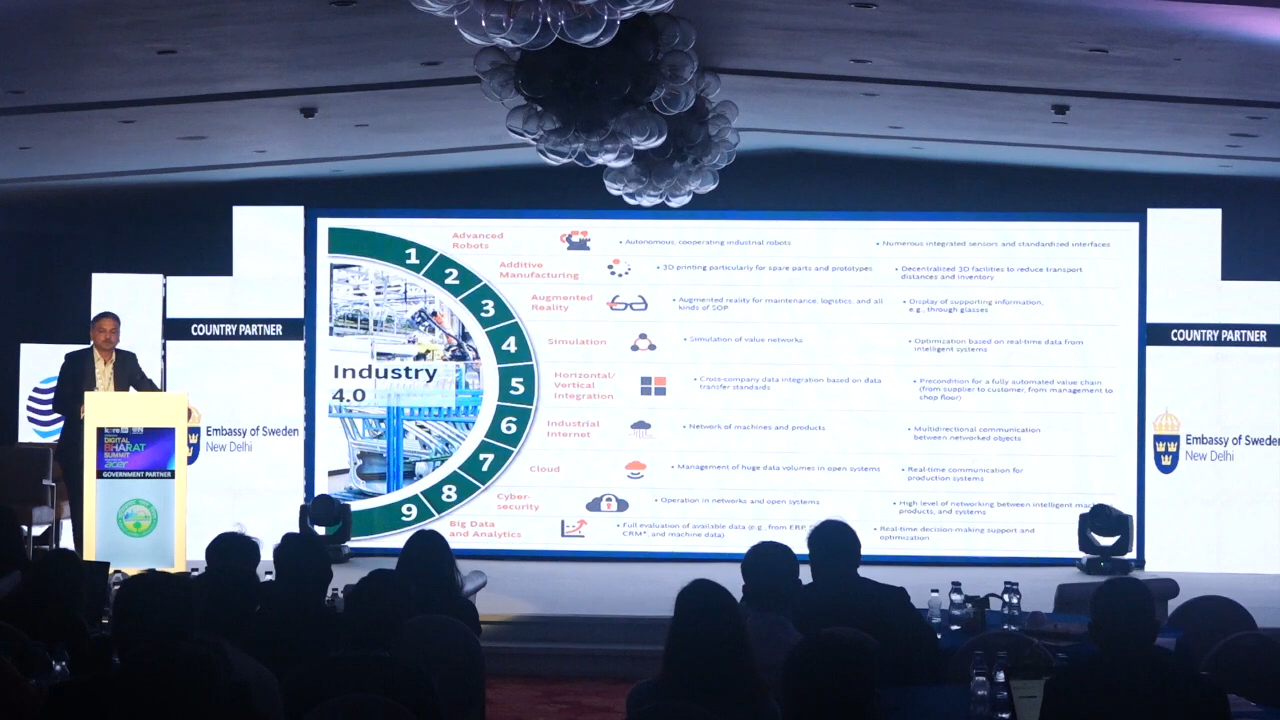 COUNTRY PARTNER
Embassy of Sweden
New Delhi
DIGITAL
BHARAT
SUMMIT
acer
GOVERNMENT PARTNER
Industry
4.0
1
Advanced
Robots
• Autonomous, cooperating industrial robots
• Numerous integrated sensors and standardized interfaces
2
Additive
Manufacturing
• 3D printing particularly for spare parts and prototypes
• Decentralized 3D facilities to reduce transport
distances and inventory
3
Augmented
Reality
• Augmented reality for maintenance, logistics, and all
kinds of SOP
• Display of supporting information,
e.g., through glasses
4
Simulation
• Simulation of value networks
• Optimization based on real-time data from
intelligent systems
5
Horizontal/
Vertical
Integration
• Cross-company data integration based on data
transfer standards
• Precondition for a fully automated value chain
(from supplier to customer, from management to
shop floor)
6
Industrial
Internet
• Network of machines and products
• Multidirectional communication
between networked objects
7
Cloud
• Management of huge data volumes in open systems
• Real-time communication for
production systems
8
Cyber-
security
• Operation in networks and open systems
• High level of networking between intelligent
products, and systems
9
Big Data
and Analytics
• Full evaluation of available data (e.g., from ERP,
CRM*, and machine data)
• Real-time decision-making support and
optimization
COUNTRY PARTNER
Embassy of Sweden
New Delhi